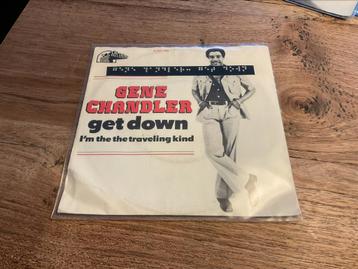 GENE
CHANDLER
get down
I'm the the traveling kind